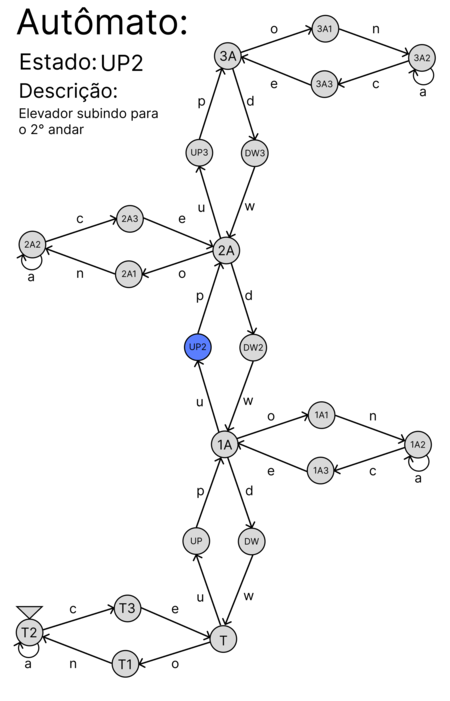 Autômato:
Estado: UP2
Descrição:
Elevador subindo para
o 2° andar
o
3A1
n
3A
3A2
e
3A3
c
a
p
d
UP3
DW3
u
w
c
2A3
e
2A2
2A
a
n
2A1
o
p
d
UP2
DW2
u
w
o
1A1
n
1A
1A2
e
1A3
c
a
p
d
UP
DW
u
w
c
T3
e
T2
T
a
n
T1
o